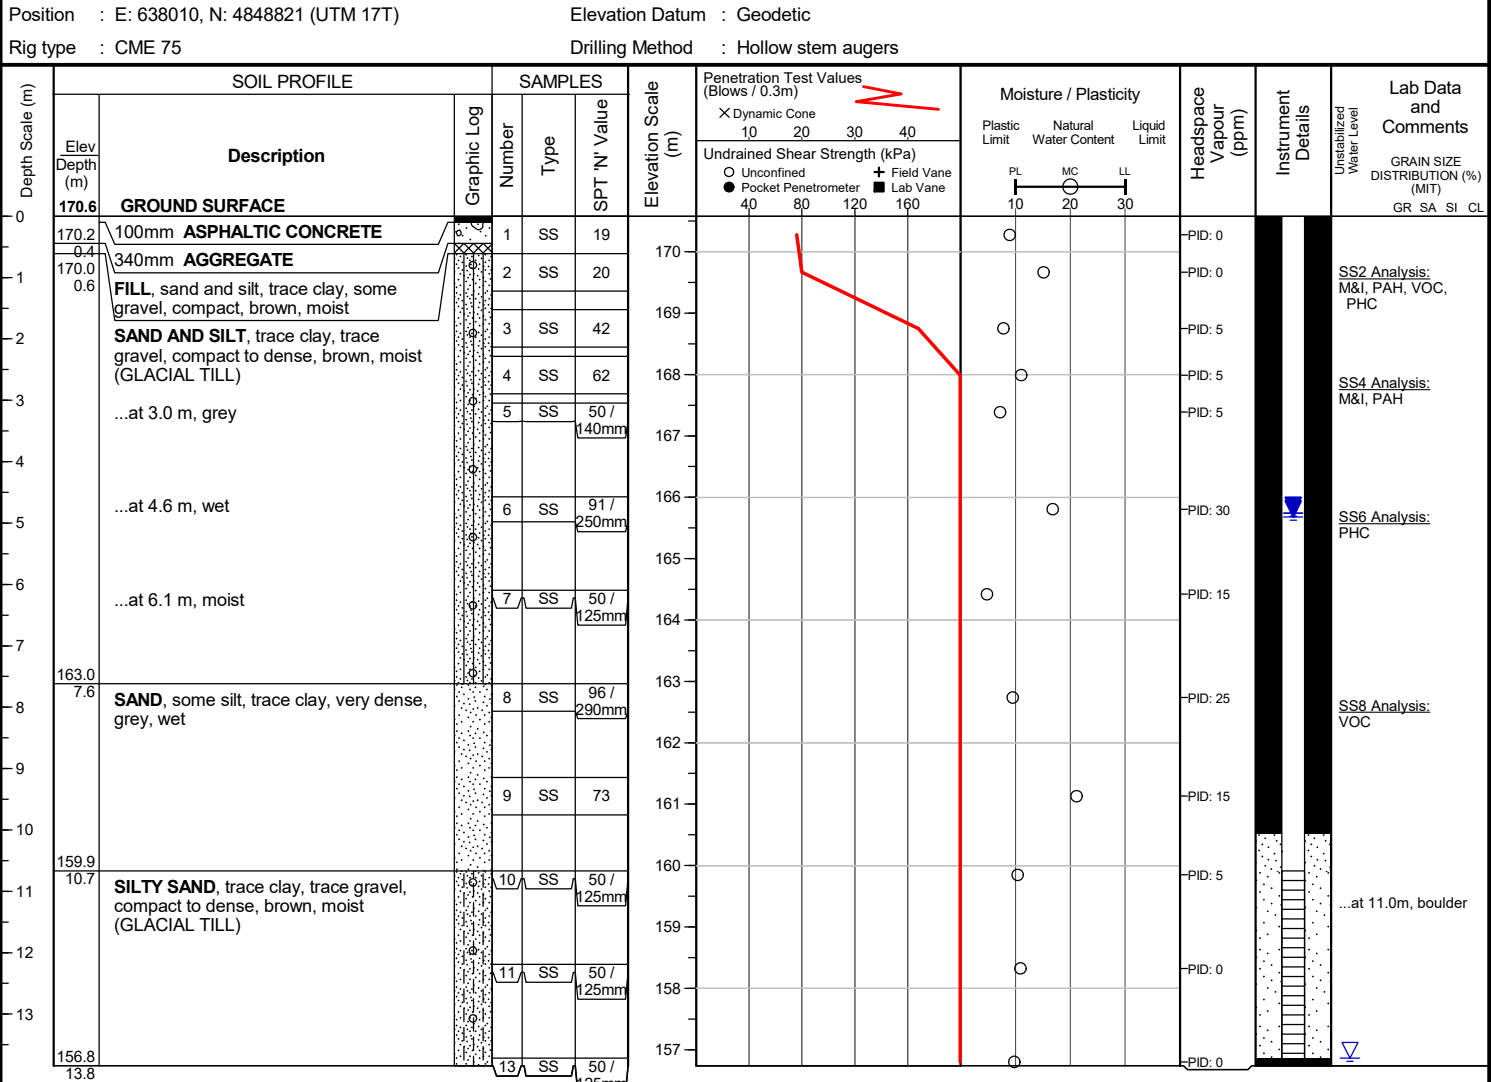 Position : E: 638010, N: 4848821 (UTM 17T) Elevation Datum : Geodetic
Rig type : CME 75 Drilling Method : Hollow stem augers
Depth Scale (m)
SOIL PROFILE
Elev
Depth
(m)
Description
Graphic Log
SAMPLES
Number
Type
SPT 'N' Value
Elevation Scale
(m)
Penetration Test Values
(Blows / 0.3m)
X Dynamic Cone
10 20 30 40
Undrained Shear Strength (kPa)
O Unconfined + Field Vane
● Pocket Penetrometer ■ Lab Vane
40 80 120 160
Moisture / Plasticity
Plastic Natural Liquid
Limit Water Content Limit
PL MC LL
10 20 30
Headspace
Vapour
(ppm)
Instrument
Details
Unstabilized
Water Level
Lab Data
and
Comments
GRAIN SIZE
DISTRIBUTION (%)
(MIT)
GR SA SI CL
170.6 GROUND SURFACE
0
1
2
3
4
5
6
7
8
9
10
11
12
13
170.2
0.4
170.0
0.6
100mm ASPHALTIC CONCRETE
340mm AGGREGATE
FILL, sand and silt, trace clay, some
gravel, compact, brown, moist
SAND AND SILT, trace clay, trace
gravel, compact to dense, brown, moist
(GLACIAL TILL)
...at 3.0 m, grey
...at 4.6 m, wet
...at 6.1 m, moist
163.0
7.6
SAND, some silt, trace clay, very dense,
grey, wet
159.9
10.7
SILTY SAND, trace clay, trace gravel,
compact to dense, brown, moist
(GLACIAL TILL)
156.8
13.8
1 SS 19
2 SS 20
3 SS 42
4 SS 62
5 SS 50 /
140mm
6 SS 91 /
250mm
7 SS 50 /
125mm
8 SS 96 /
290mm
9 SS 73
10 SS 50 /
125mm
11 SS 50 /
125mm
13 SS 50 /
125mm
170
169
168
167
166
165
164
163
162
161
160
159
158
157
PID: 0
PID: 0
PID: 5
PID: 5
PID: 5
PID: 30
PID: 15
PID: 25
PID: 15
PID: 5
PID: 0
PID: 0
SS2 Analysis:
M&I, PAH, VOC,
PHC
SS4 Analysis:
M&I, PAH
SS6 Analysis:
PHC
SS8 Analysis:
VOC
...at 11.0m, boulder